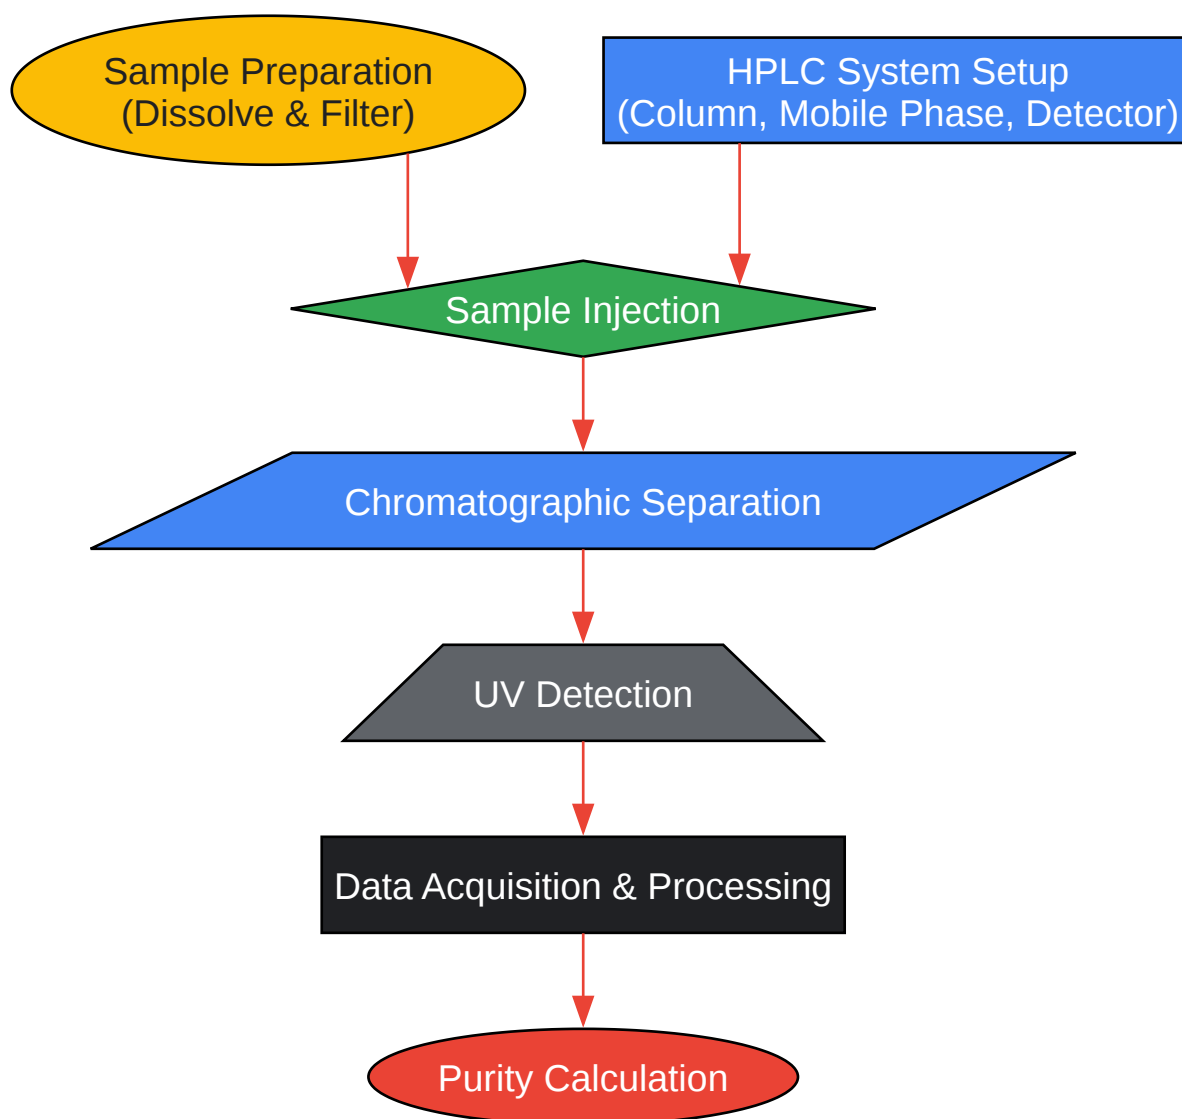 Sample Preparation
(Dissolve & Filter)
HPLC System Setup
(Column, Mobile Phase, Detector)
Sample Injection
Chromatographic Separation
UV Detection
Data Acquisition & Processing
Purity Calculation